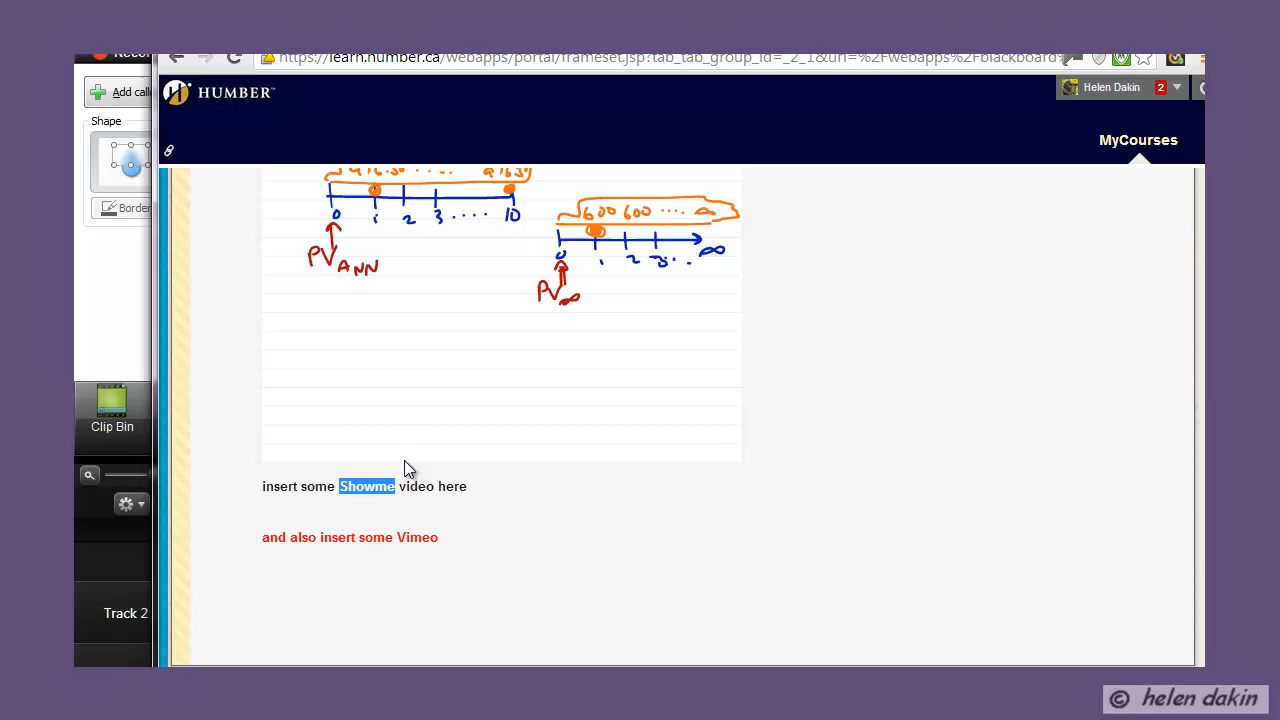 https://learn.humber.ca/webapps/portal/frameset.jsp?tab_tab_group_id=_2_1&url=%2Fwebapps%2Fblackboard%
Add
HUMBER
Helen Dakin 2
Shape
MyCourses
Border
600 600 .... ∞
0 1 2 3 .... 10
0 1 2 3 .. ∞
PV ANN
PV ∞
Clip Bin
insert some Showme video here
and also insert some Vimeo
Track 2
© helen dakin